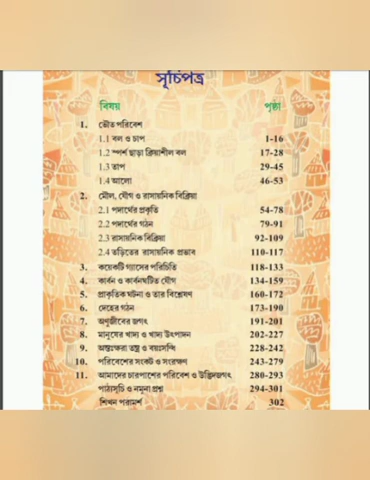 সূচিপত্র
বিষয় পৃষ্ঠা
1. ভৌত পরিবেশ
1.1 বল ও চাপ 1-16
1.2 স্পর্শ ছাড়া ক্রিয়াশীল বল 17-28
1.3 তাপ 29-45
1.4 আলো 46-53
2. মৌল, যৌগ ও রাসায়নিক বিক্রিয়া
2.1 পদার্থের প্রকৃতি 54-78
2.2 পদার্থের গঠন 79-91
2.3 রাসায়নিক বিক্রিয়া 92-109
2.4 তড়িতের রাসায়নিক প্রভাব 110-117
3. কয়েকটি গ্যাসের পরিচিতি 118-133
4. কার্বন ও কার্বনঘটিত যৌগ 134-159
5. প্রাকৃতিক ঘটনা ও তার বিশ্লেষণ 160-172
6. দেহের গঠন 173-190
7. অণুজীবের জগৎ 191-201
8. মানুষের খাদ্য ও খাদ্য উৎপাদন 202-227
9. অন্তঃক্ষরা তন্ত্র ও বয়ঃসন্ধি 228-242
10. পরিবেশের সংকট ও সংরক্ষণ 243-279
11. আমাদের চারপাশের পরিবেশ ও উদ্ভিদজগৎ 280-293
পাঠ্যসূচি ও নমুনা প্রশ্ন 294-301
শিখন পরামর্শ 302